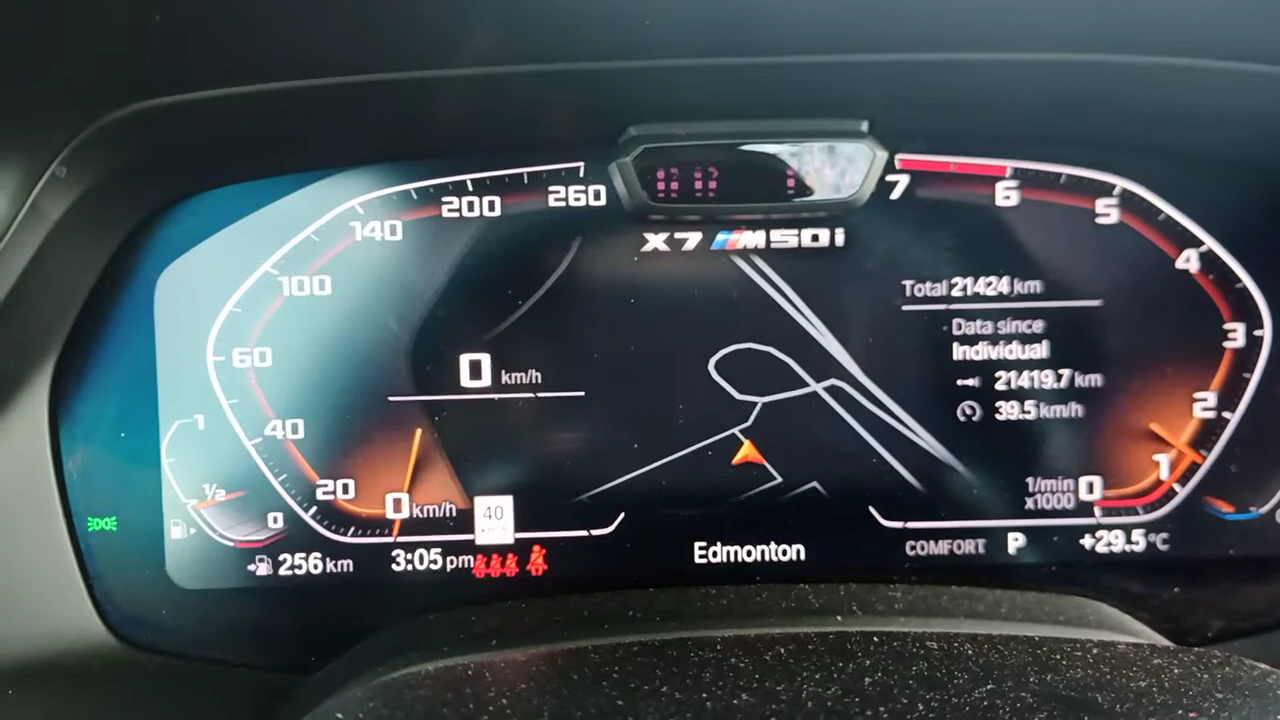 X7 M50i
260
200
140
100
60
40
20
0 km/h
0 km/h
40
1
1/2
0
256 km
3:05 pm
Edmonton
Total 21424 km
Data since
Individual
21419.7 km
39.5 km/h
7
6
5
4
3
2
1
0
1/min
x1000
COMFORT P +29.5°C